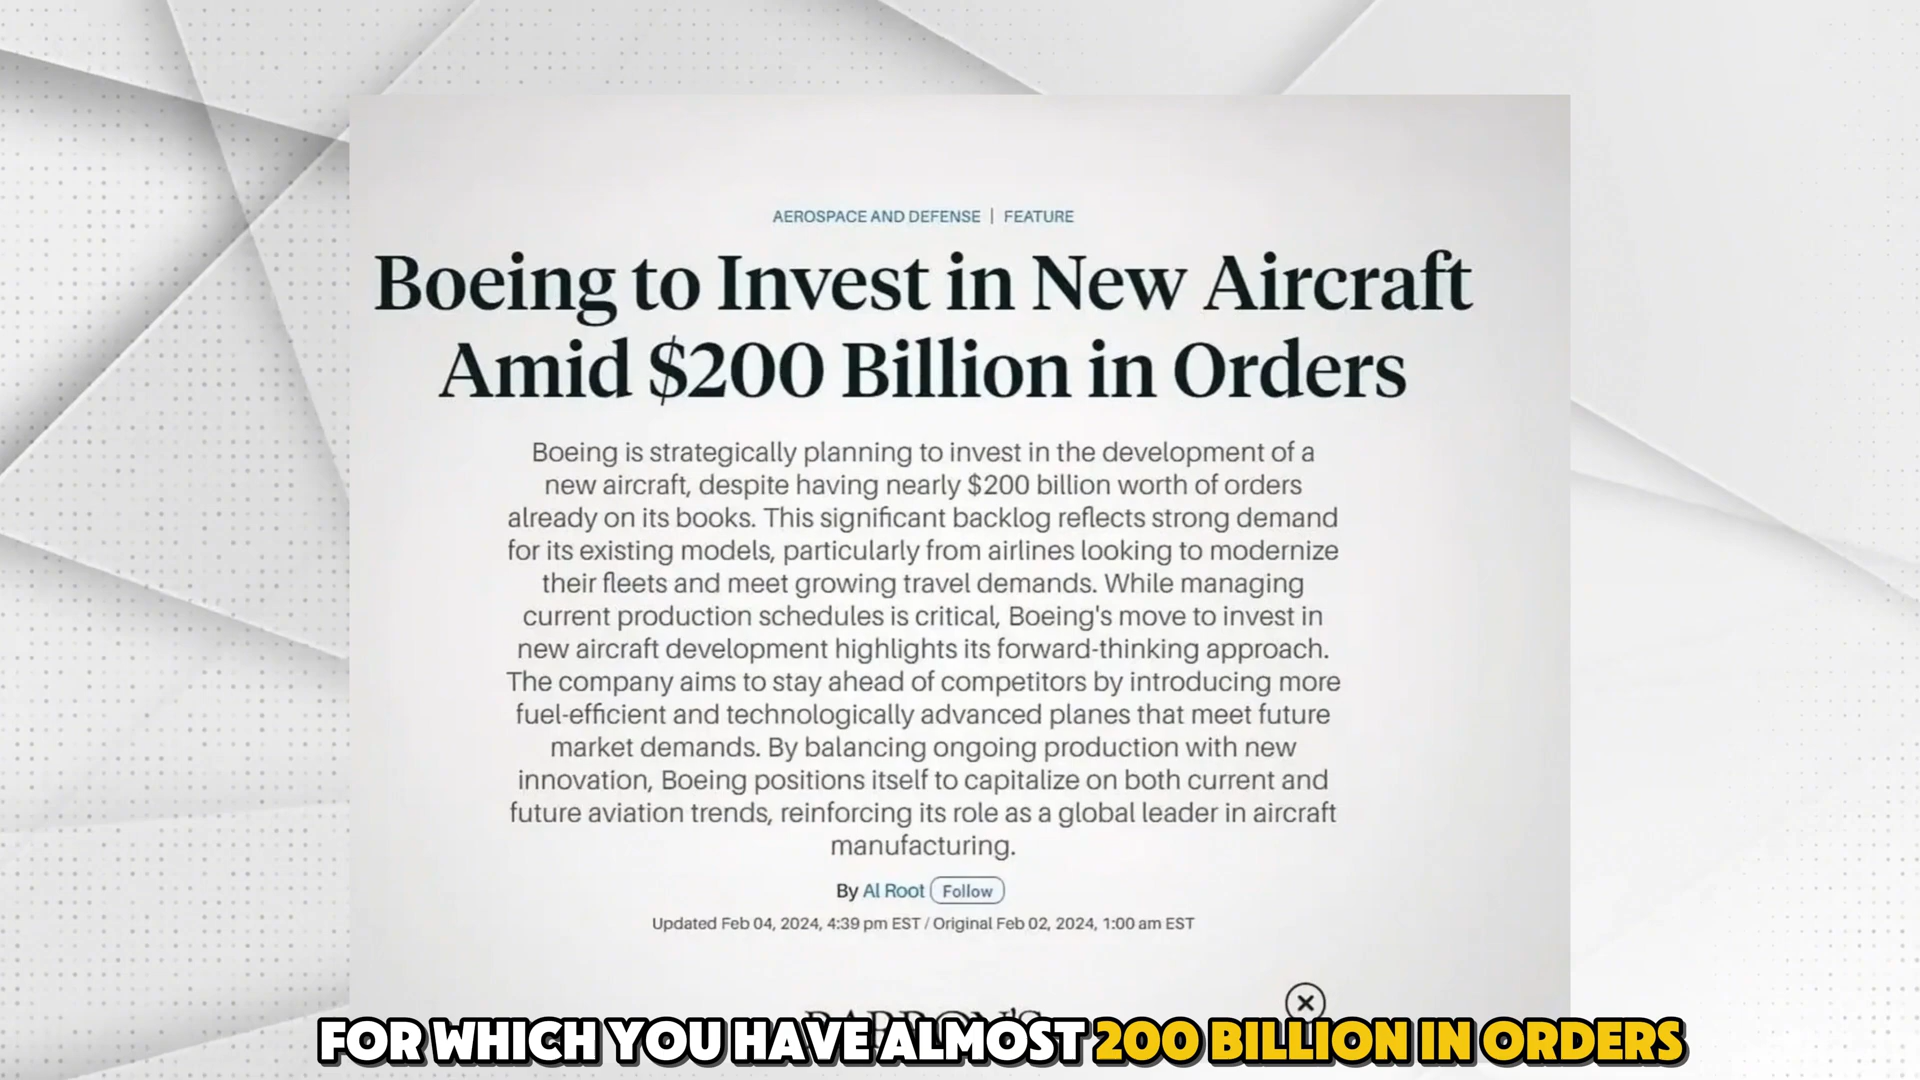 AEROSPACE AND DEFENSE | FEATURE
Boeing to Invest in New Aircraft
Amid $200 Billion in Orders
Boeing is strategically planning to invest in the development of a
new aircraft, despite having nearly $200 billion worth of orders
already on its books. This significant backlog reflects strong demand
for its existing models, particularly from airlines looking to modernize
their fleets and meet growing travel demands. While managing
current production schedules is critical, Boeing's move to invest in
new aircraft development highlights its forward-thinking approach.
The company aims to stay ahead of competitors by introducing more
fuel-efficient and technologically advanced planes that meet future
market demands. By balancing ongoing production with new
innovation, Boeing positions itself to capitalize on both current and
future aviation trends, reinforcing its role as a global leader in aircraft
manufacturing.
By Al Root Follow
Updated Feb 04, 2024, 4:39 pm EST / Original Feb 02, 2024, 1:00 am EST
BARRON'S
FOR WHICH YOU HAVE ALMOST 200 BILLION IN ORDERS